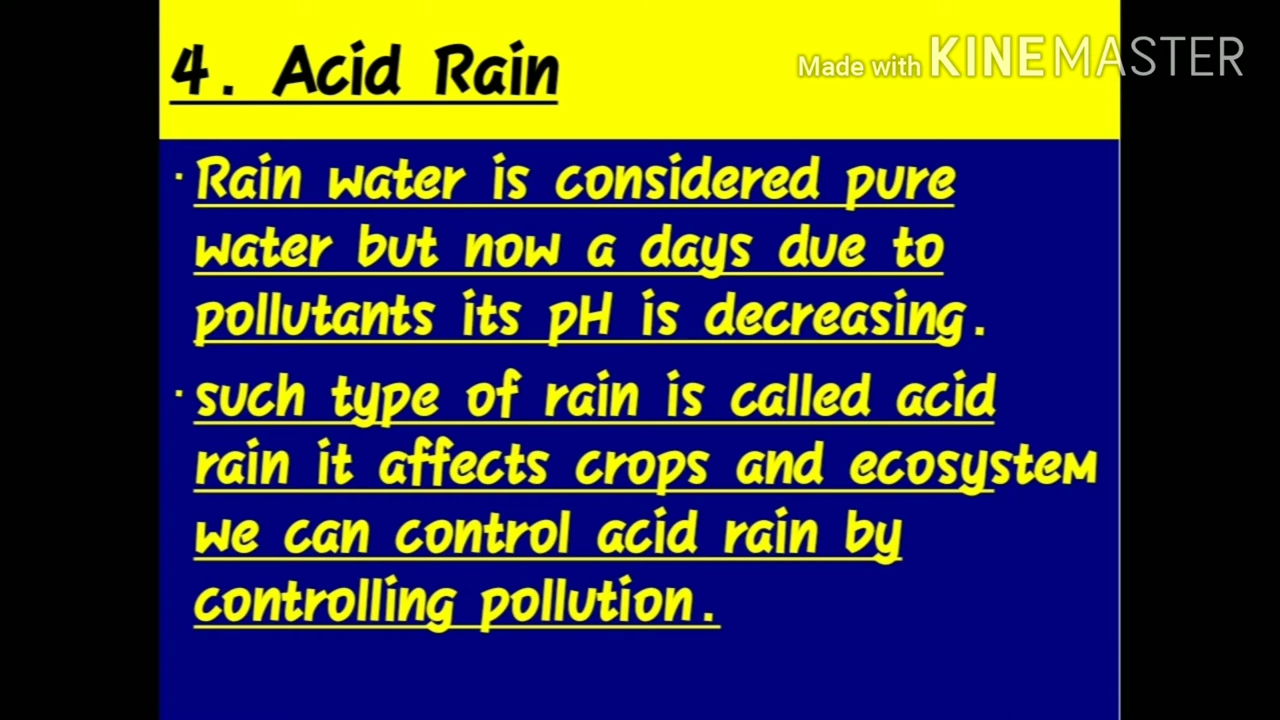 4. Acid Rain
Made with KINEMASTER
· Rain water is considered pure
water but now a days due to
pollutants its pH is decreasing.
· such type of rain is called acid
rain it affects crops and ecosystem
we can control acid rain by
controlling pollution.